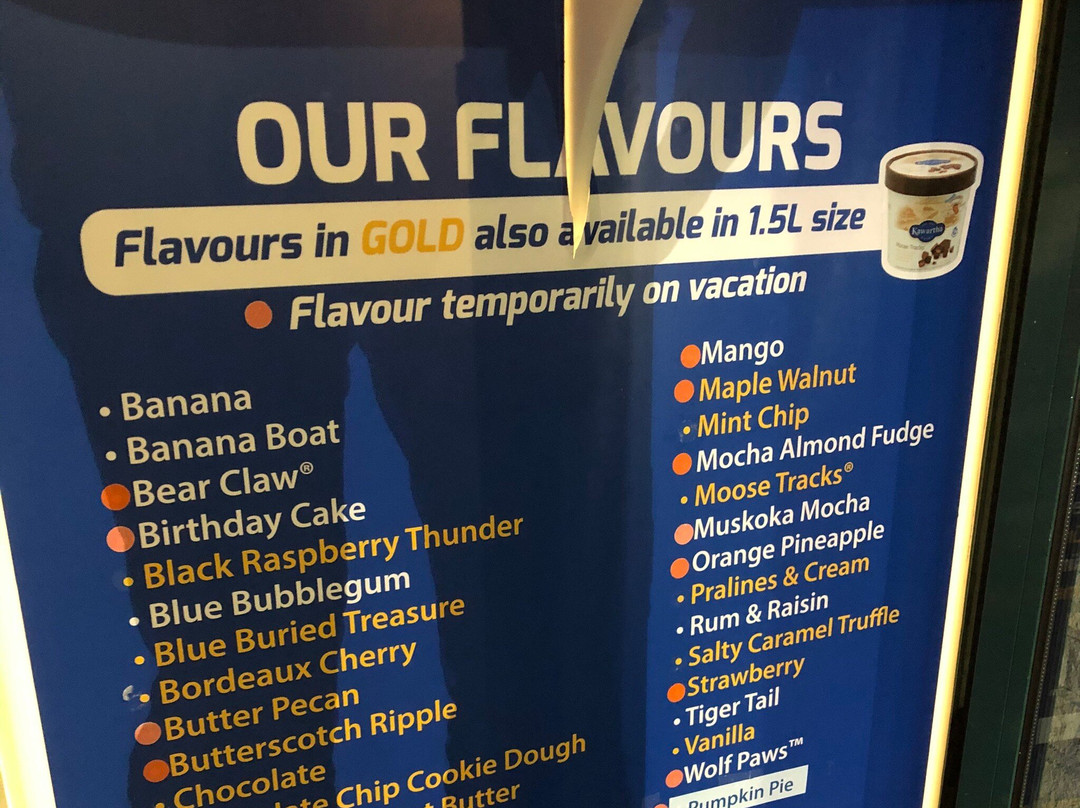 OUR FLAVOURS
Flavours in GOLD also available in 1.5L size
Kawartha
Flavour temporarily on vacation
• Banana
• Banana Boat
Bear Claw®
Birthday Cake
• Black Raspberry Thunder
• Blue Bubblegum
• Blue Buried Treasure
• Bordeaux Cherry
Butter Pecan
Butterscotch Ripple
• Chocolate
Chip Cookie Dough
Butter
Mango
Maple Walnut
• Mint Chip
Mocha Almond Fudge
• Moose Tracks®
Muskoka Mocha
Orange Pineapple
• Pralines & Cream
• Rum & Raisin
• Salty Caramel Truffle
Strawberry
• Tiger Tail
• Vanilla
Wolf Paws™
Pumpkin Pie